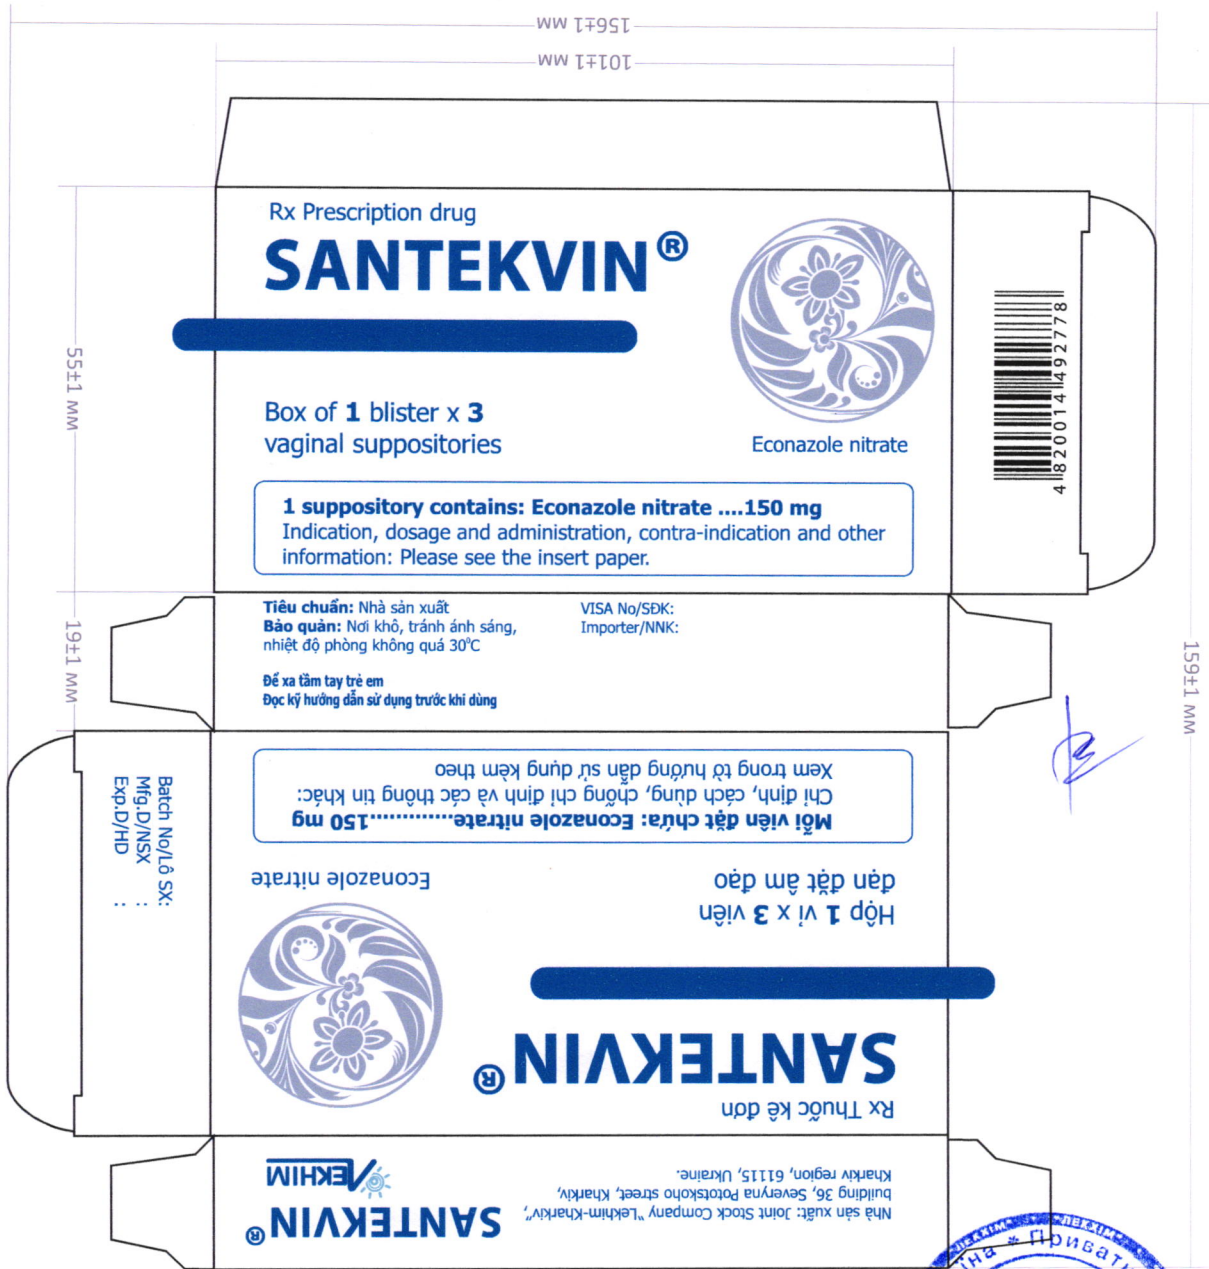 156±1 мм
101±1 мм
Rx Prescription drug
SANTEKVIN®
Box of 1 blister x 3
vaginal suppositories
Econazole nitrate
1 suppository contains: Econazole nitrate ....150 mg
Indication, dosage and administration, contra-indication and other
information: Please see the insert paper.
4 820014 492778
55±1 мм
19±1 мм
159±1 мм
Tiêu chuẩn: Nhà sản xuất
Bảo quản: Nơi khô, tránh ánh sáng,
nhiệt độ phòng không quá 30°C
Để xa tầm tay trẻ em
Đọc kỹ hướng dẫn sử dụng trước khi dùng
VISA No/SĐK:
Importer/NNK:
Batch No/Lô SX:
Mfg.D/NSX :
Exp.D/HD :
Rx Thuốc kê đơn
SANTEKVIN®
Hộp 1 vỉ x 3 viên
đạn đặt âm đạo
Econazole nitrate
Mỗi viên đặt chứa: Econazole nitrate..............150 mg
Chỉ định, cách dùng, chống chỉ định và các thông tin khác:
Xem trong tờ hướng dẫn sử dụng kèm theo
SANTEKVIN®
ЛЕКHIM
Nhà sản xuất: Joint Stock Company "Lekhim-Kharkiv",
building 36, Severyna Pototskoho street, Kharkiv,
Kharkiv region, 61115, Ukraine.